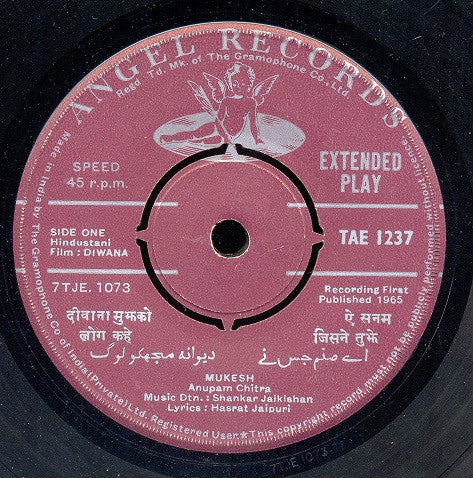 ANGEL RECORDS
Regd. Td. Mk. of The Gramophone Co. Ltd.
SPEED
45 r.p.m.
EXTENDED
PLAY
SIDE ONE
Hindustani
Film : DIWANA
TAE 1237
7TJE. 1073
Recording First
Published 1965
दीवाना मुझको
लोग कहे
ऐ सनम
जिसने तुझे
دیوانہ مجھکو لوگ
اے صنم جس نے
MUKESH
Anupam Chitra
Music Dtn. : Shankar Jaikishan
Lyrics : Hasrat Jaipuri
Made in India by The Gramophone Co of India (Private) Ltd. Registered User ★ This copyright record must not be publicly performed without licence
7TJE 1073